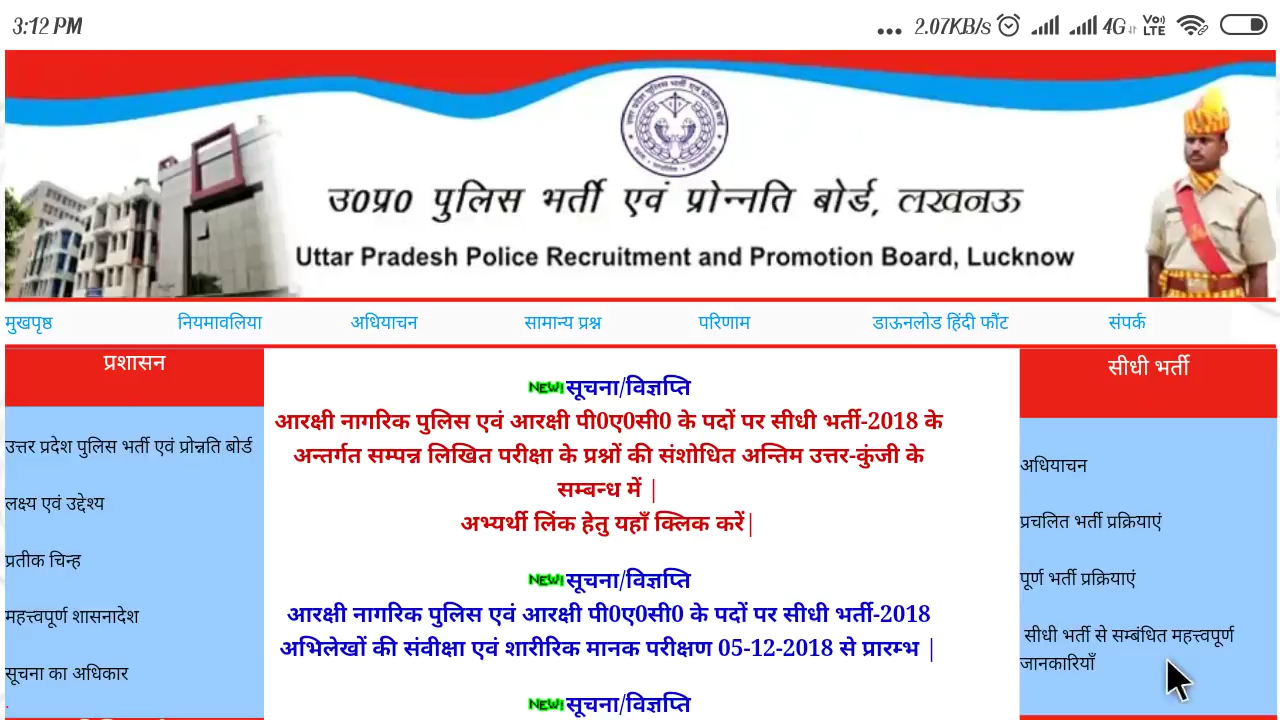 3:12 PM
... 2.07KB/s 4G Vo)) LTE
उ0प्र0 पुलिस भर्ती एवं प्रोन्नति बोर्ड, लखनऊ
Uttar Pradesh Police Recruitment and Promotion Board, Lucknow
मुखपृष्ठ नियमावलिया अधियाचन सामान्य प्रश्न परिणाम डाऊनलोड हिंदी फौंट संपर्क
प्रशासन
उत्तर प्रदेश पुलिस भर्ती एवं प्रोन्नति बोर्ड
लक्ष्य एवं उद्देश्य
प्रतीक चिन्ह
महत्त्वपूर्ण शासनादेश
सूचना का अधिकार
NEW! सूचना/विज्ञप्ति
आरक्षी नागरिक पुलिस एवं आरक्षी पी0ए0सी0 के पदों पर सीधी भर्ती-2018 के
अन्तर्गत सम्पन्न लिखित परीक्षा के प्रश्नों की संशोधित अन्तिम उत्तर-कुंजी के
सम्बन्ध में |
अभ्यर्थी लिंक हेतु यहाँ क्लिक करें|
NEW! सूचना/विज्ञप्ति
आरक्षी नागरिक पुलिस एवं आरक्षी पी0ए0सी0 के पदों पर सीधी भर्ती-2018
अभिलेखों की संवीक्षा एवं शारीरिक मानक परीक्षण 05-12-2018 से प्रारम्भ |
NEW! सूचना/विज्ञप्ति
सीधी भर्ती
अधियाचन
प्रचलित भर्ती प्रक्रियाएं
पूर्ण भर्ती प्रक्रियाएं
सीधी भर्ती से सम्बंधित महत्त्वपूर्ण
जानकारियाँ